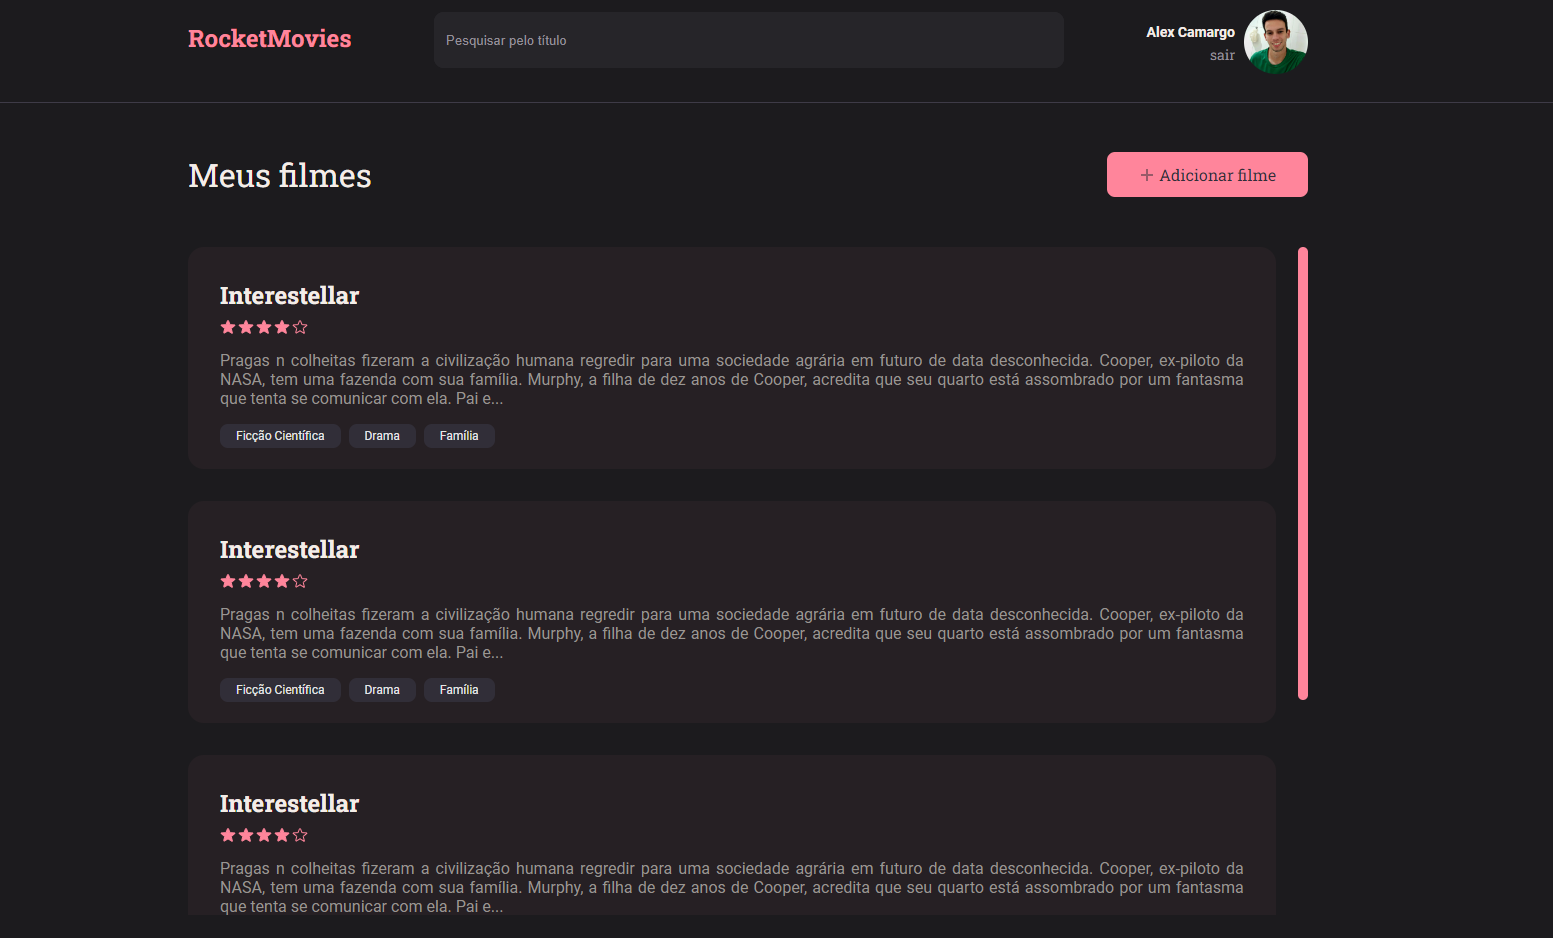 RocketMovies
Pesquisar pelo título
Alex Camargo
sair
Meus filmes
+ Adicionar filme
Interestellar
Pragas n colheitas fizeram a civilização humana regredir para uma sociedade agrária em futuro de data desconhecida. Cooper, ex-piloto da
NASA, tem uma fazenda com sua família. Murphy, a filha de dez anos de Cooper, acredita que seu quarto está assombrado por um fantasma
que tenta se comunicar com ela. Pai e...
Ficção Científica Drama Família
Interestellar
Pragas n colheitas fizeram a civilização humana regredir para uma sociedade agrária em futuro de data desconhecida. Cooper, ex-piloto da
NASA, tem uma fazenda com sua família. Murphy, a filha de dez anos de Cooper, acredita que seu quarto está assombrado por um fantasma
que tenta se comunicar com ela. Pai e...
Ficção Científica Drama Família
Interestellar
Pragas n colheitas fizeram a civilização humana regredir para uma sociedade agrária em futuro de data desconhecida. Cooper, ex-piloto da
NASA, tem uma fazenda com sua família. Murphy, a filha de dez anos de Cooper, acredita que seu quarto está assombrado por um fantasma
que tenta se comunicar com ela. Pai e...